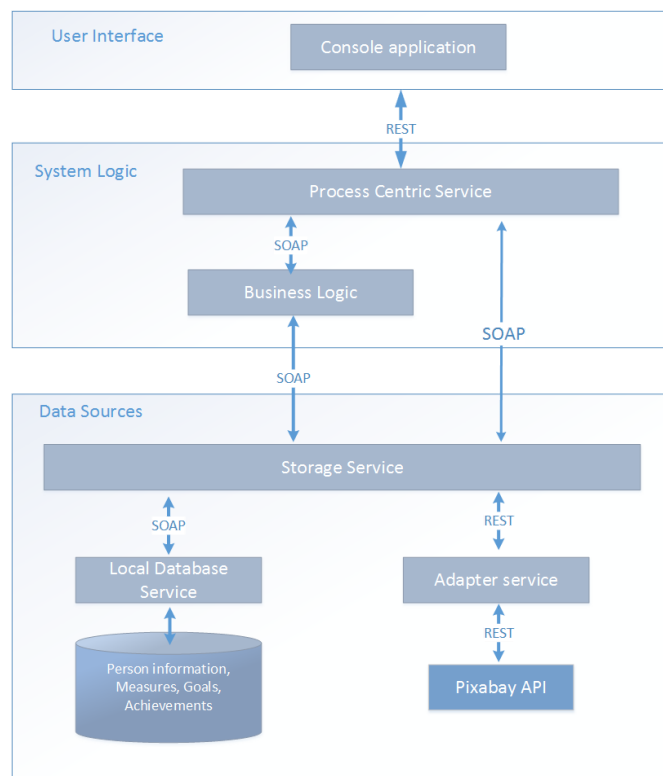 User Interface
Console application
REST
System Logic
Process Centric Service
SOAP
Business Logic
SOAP
SOAP
Data Sources
Storage Service
SOAP
REST
Local Database
Service
Adapter service
REST
Person information,
Measures, Goals,
Achievements
Pixabay API